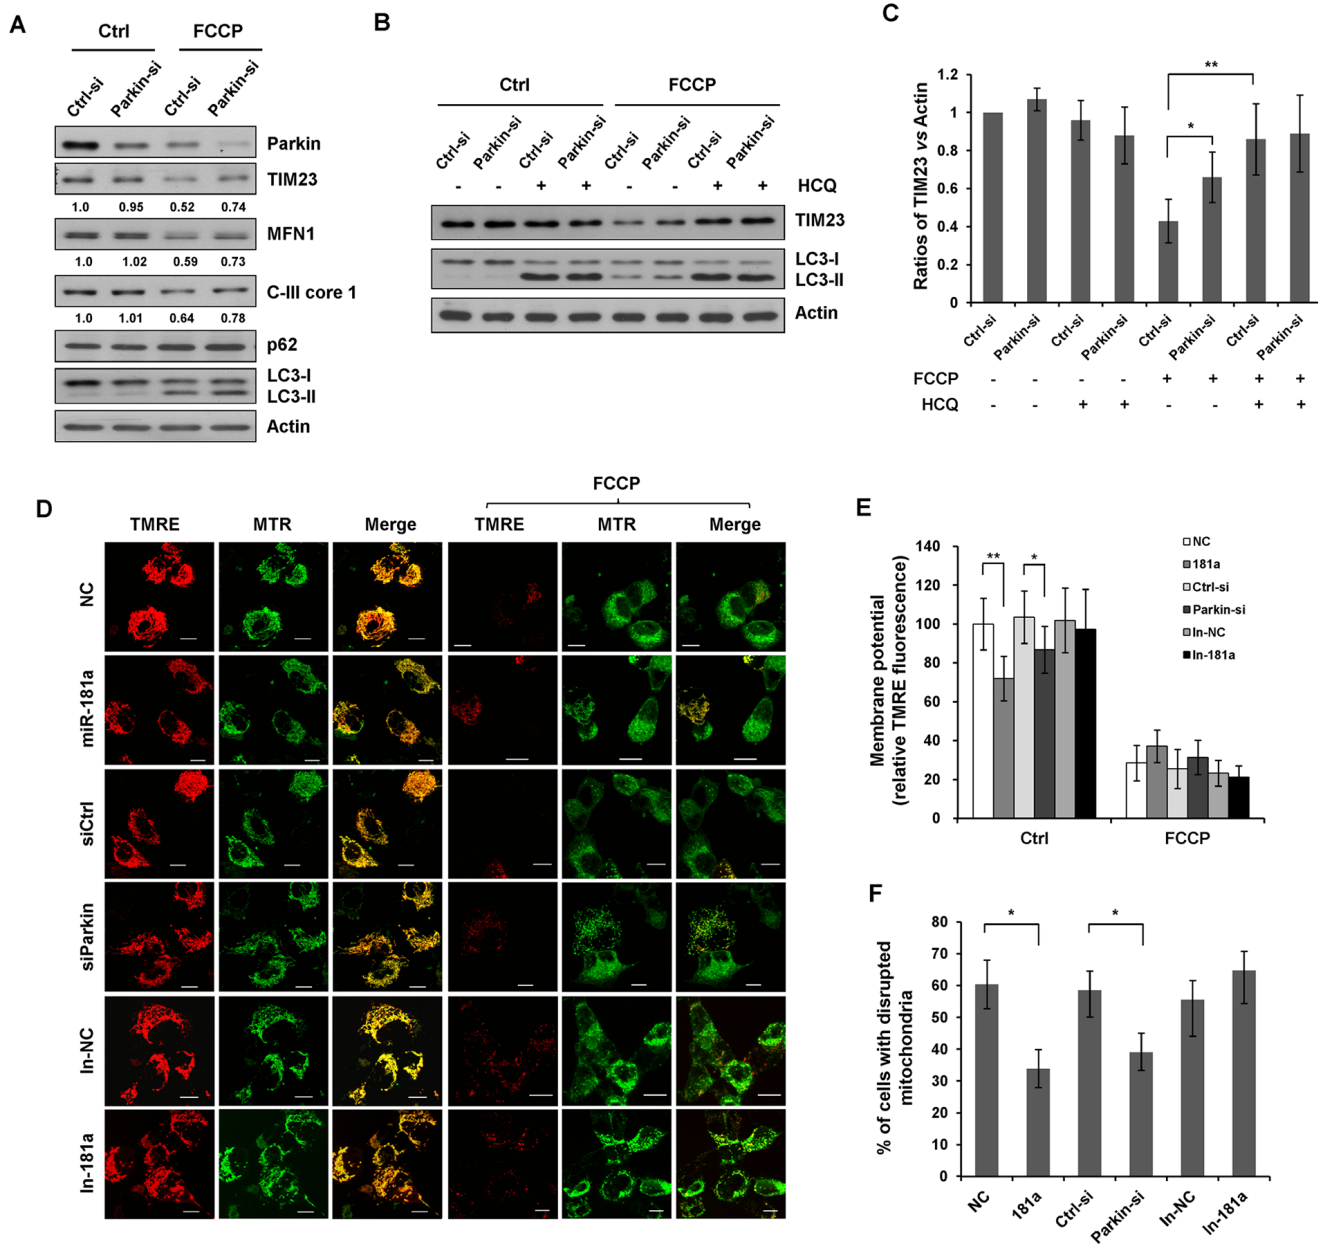 A
Ctrl FCCP
Ctrl-si Parkin-si Ctrl-si Parkin-si
Parkin
TIM23
1.0 0.95 0.52 0.74
MFN1
1.0 1.02 0.59 0.73
C-III core 1
1.0 1.01 0.64 0.78
p62
LC3-I
LC3-II
Actin
B
Ctrl FCCP
Ctrl-si Parkin-si Ctrl-si Parkin-si Ctrl-si Parkin-si Ctrl-si Parkin-si
- - + + - - + + HCQ
TIM23
LC3-I
LC3-II
Actin
C
Ratios of TIM23 vs Actin
1.2
1
0.8
0.6
0.4
0.2
0
**
*
Ctrl-si Parkin-si Ctrl-si Parkin-si Ctrl-si Parkin-si Ctrl-si Parkin-si
FCCP - - - - + + + +
HCQ - - + + - - + +
D
FCCP
TMRE MTR Merge TMRE MTR Merge
NC
miR-181a
siCtrl
siParkin
In-NC
In-181a
E
Membrane potential
(relative TMRE fluorescence)
140
120
100
80
60
40
20
0
** *
NC
181a
Ctrl-si
Parkin-si
In-NC
In-181a
Ctrl FCCP
F
% of cells with disrupted
mitochondria
80
70
60
50
40
30
20
10
0
* *
NC 181a Ctrl-si Parkin-si In-NC In-181a